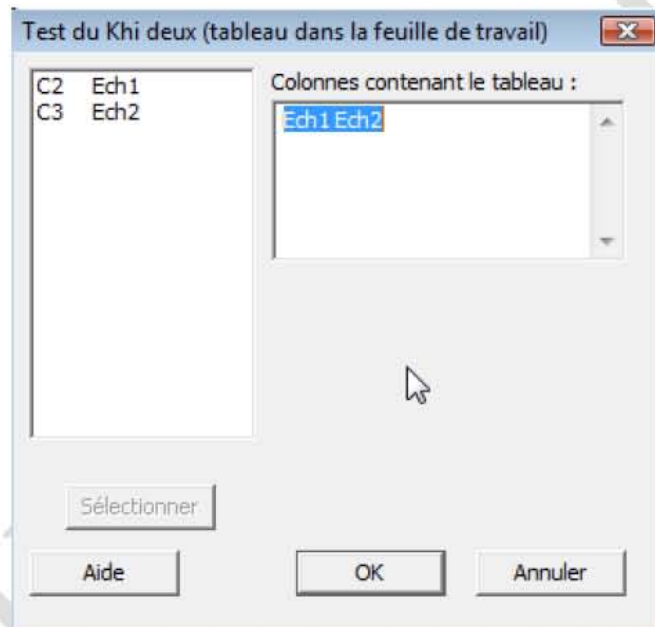 Test du Khi deux (tableau dans la feuille de travail)
C2 Ech1
C3 Ech2
Colonnes contenant le tableau :
Ech1 Ech2
Sélectionner
Aide
OK
Annuler